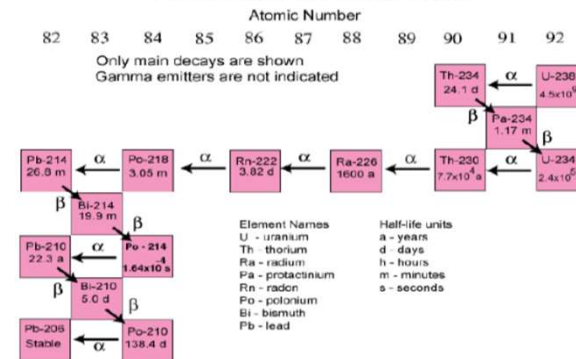 Atomic Number
82 83 84 85 86 87 88 89 90 91 92
Only main decays are shown
Gamma emitters are not indicated
Th-234
24.1 d
α
U-238
4.5x10⁹
β
Pa-234
1.17 m
β
Pb-214
26.8 m
α
Po-218
3.05 m
α
Rn-222
3.82 d
α
Ra-226
1600 a
α
Th-230
7.7x10⁴a
α
U-234
2.4x10⁵
β
Bi-214
19.9 m
β
Pb-210
22.3 a
α
Po - 214
-4
1.64x10 s
β
Bi-210
5.0 d
β
Pb-206
Stable
α
Po-210
138.4 d
Element Names
U - uranium
Th - thorium
Ra - radium
Pa - protactinium
Rn - radon
Po - polonium
Bi - bismuth
Pb - lead
Half-life units
a - years
d - days
h - hours
m - minutes
s - seconds